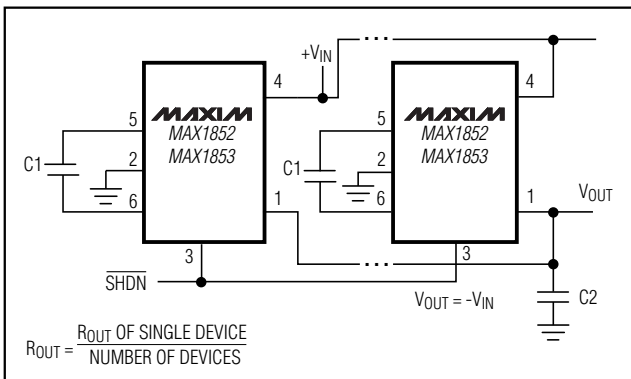 +VIN
4
4
MAXIM
MAX1852
MAX1853
MAXIM
MAX1852
MAX1853
5
5
C1
2
C1
2
6
1
6
1
VOUT
3
3
SHDN
VOUT = -VIN
C2
ROUT = ROUT OF SINGLE DEVICE
NUMBER OF DEVICES